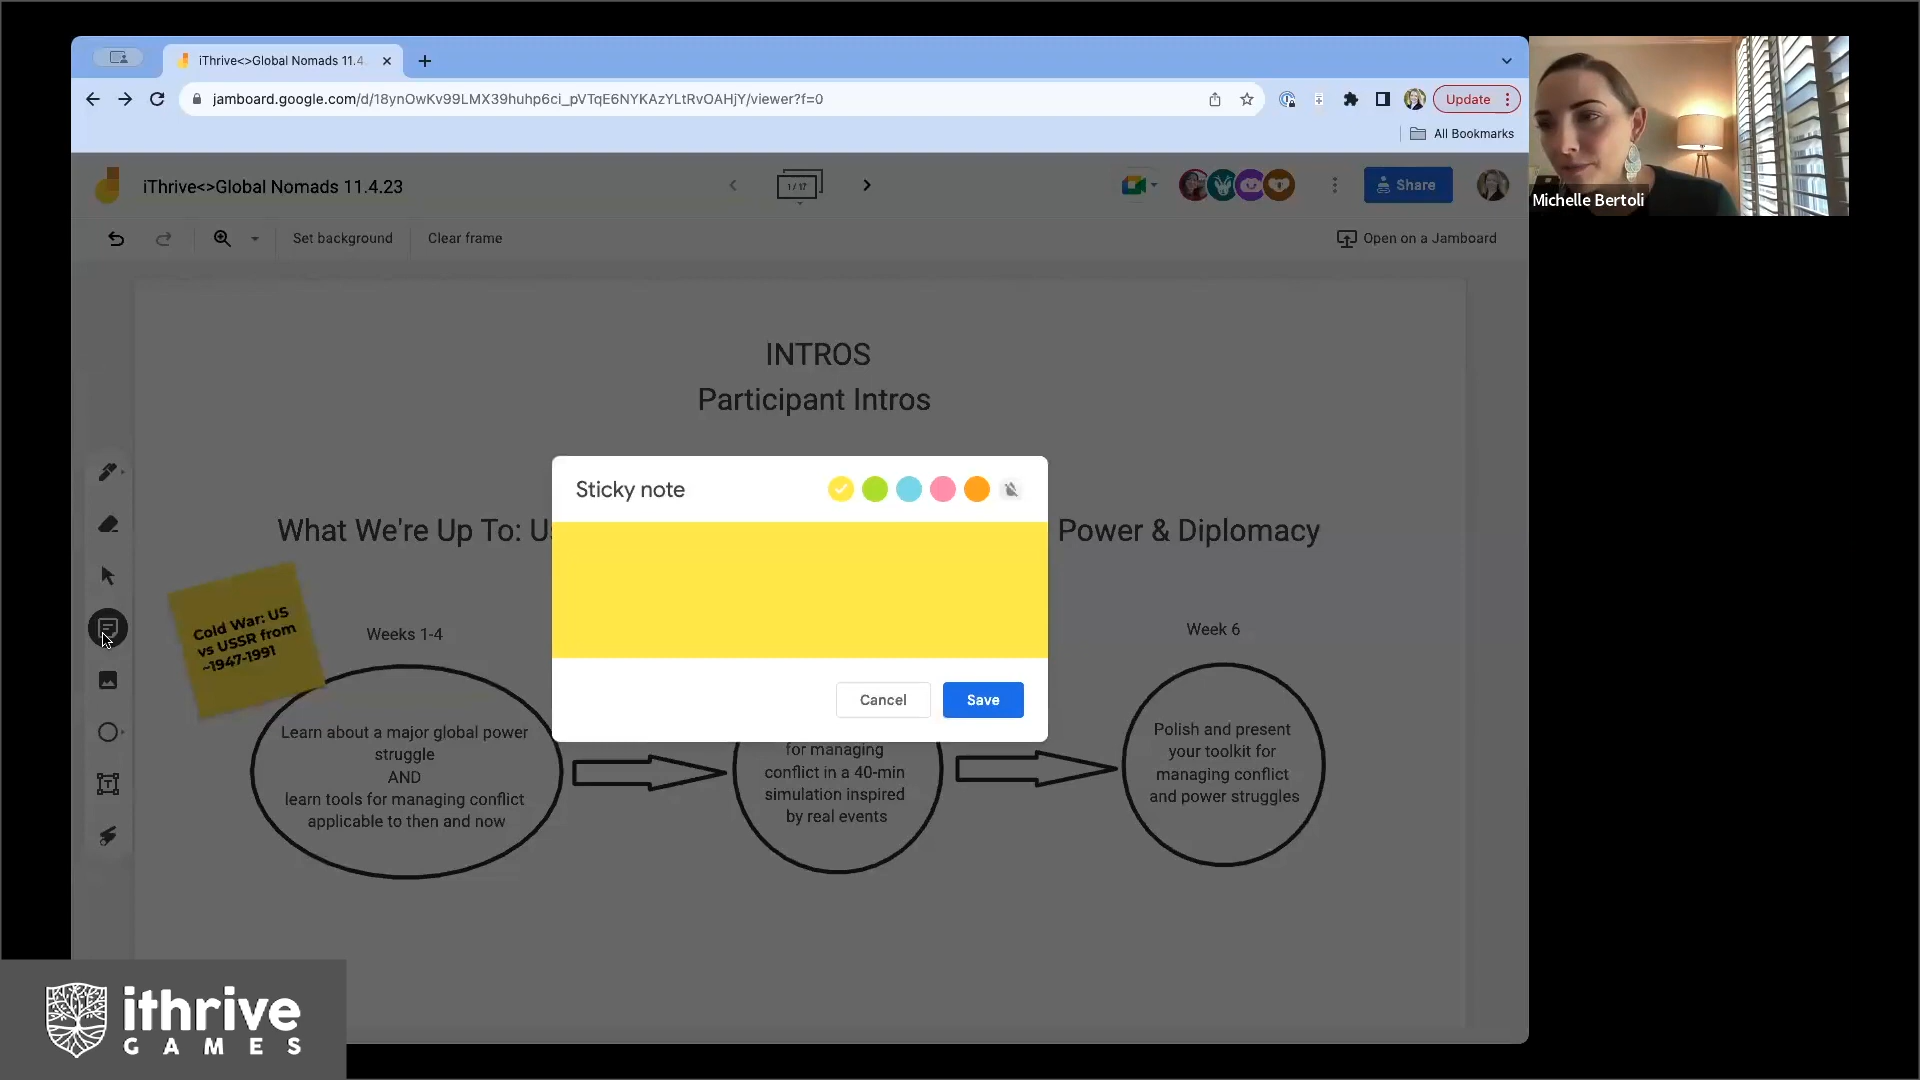 iThrive<>Global Nomads 11.4
jamboard.google.com/d/18ynOwKv99LMX39huhp6ci_pVTqE6NYKAzYLtRvOAHjY/viewer?f=0
Update
All Bookmarks
Michelle Bertoli
iThrive<>Global Nomads 11.4.23
1 / 17
Share
Set background
Clear frame
Open on a Jamboard
INTROS
Participant Intros
Sticky note
What We're Up To: Us
Power & Diplomacy
Cold War: US
vs USSR from
~1947-1991
Weeks 1-4
Week 6
Cancel
Save
Learn about a major global power
struggle
AND
learn tools for managing conflict
applicable to then and now
for managing
conflict in a 40-min
simulation inspired
by real events
Polish and present
your toolkit for
managing conflict
and power struggles
ithrive
GAMES